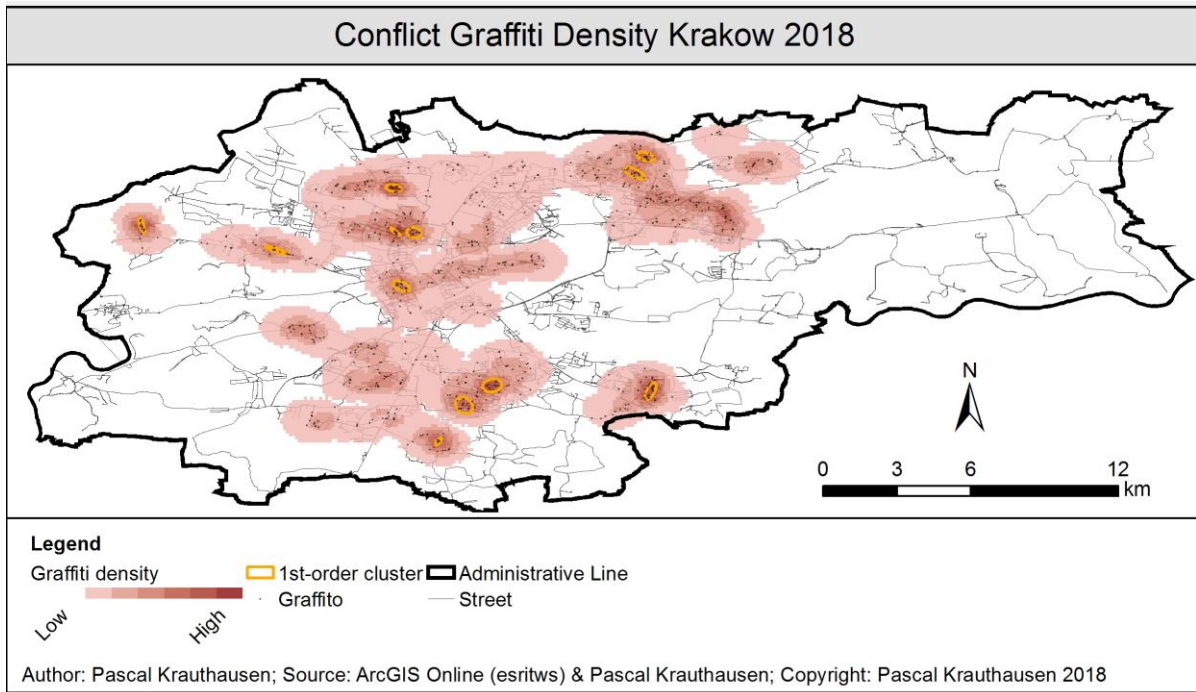 Conflict Graffiti Density Krakow 2018
N
0 3 6 12
km
Legend
Graffiti density 1st-order cluster Administrative Line
Graffito Street
Low High
Author: Pascal Krauthausen; Source: ArcGIS Online (esritws) & Pascal Krauthausen; Copyright: Pascal Krauthausen 2018